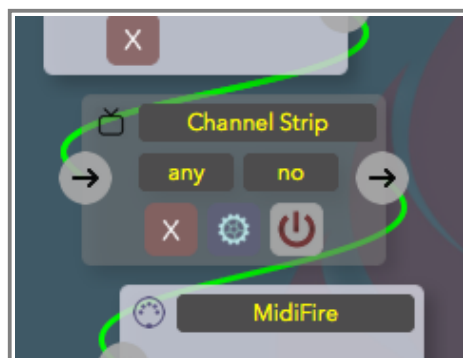 X
Channel Strip
any no
X
MidiFire